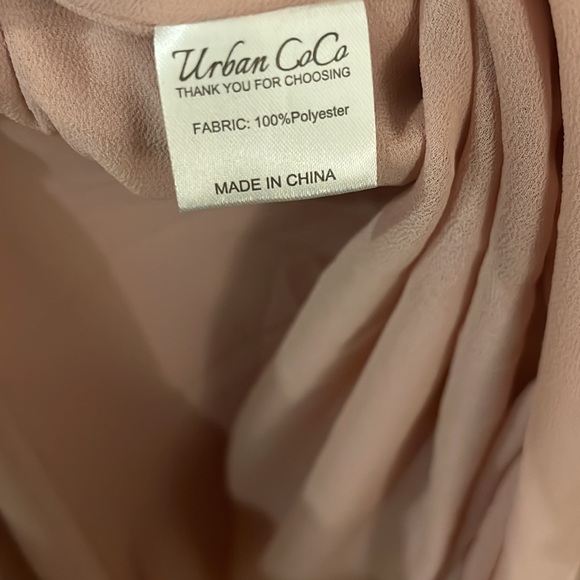 Urban CoCo
THANK YOU FOR CHOOSING
FABRIC: 100%Polyester
MADE IN CHINA